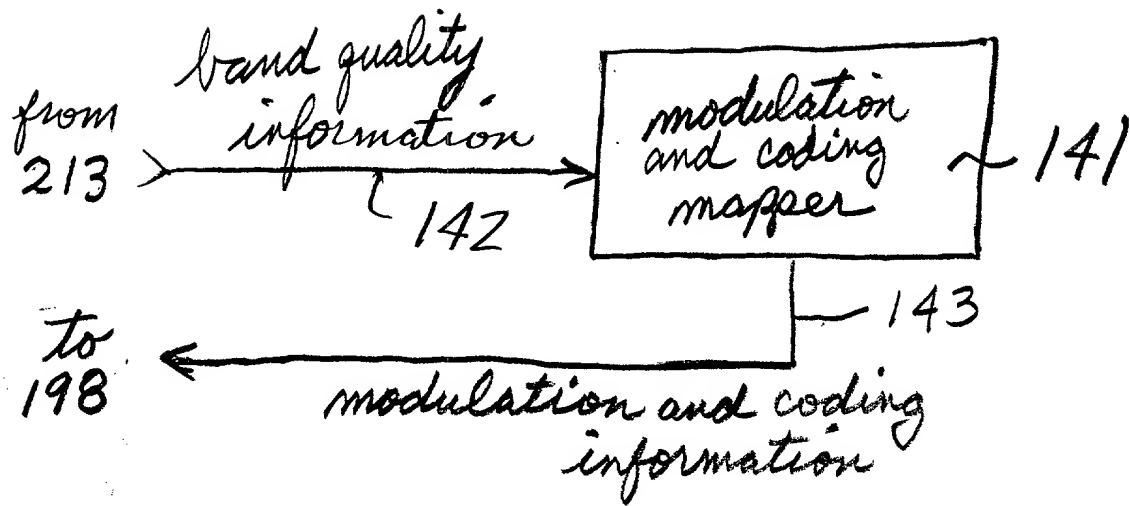 band quality
information
from
213
142
modulation
and coding
mapper
141
143
to
198
modulation and coding
information